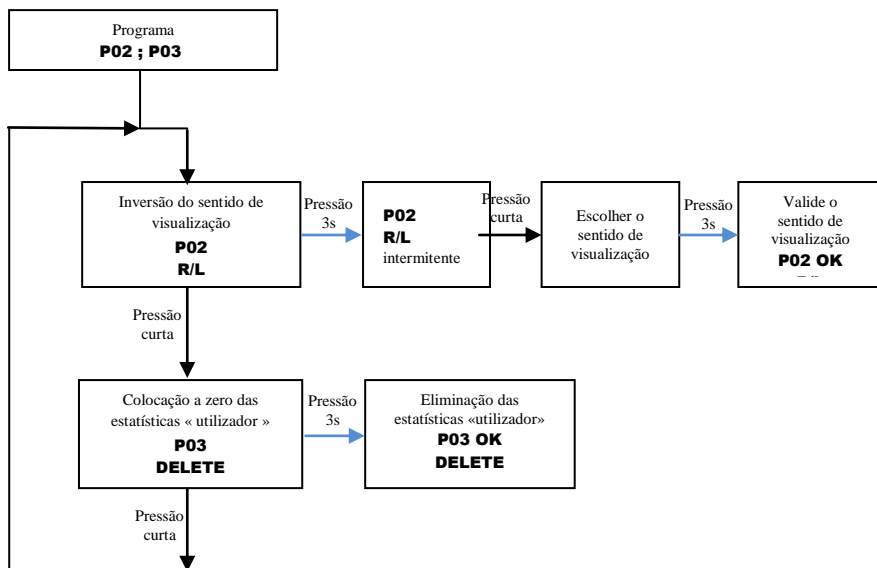 Programa
P02 ; P03
Inversão do sentido de
visualização
P02
R/L
Pressão
3s
P02
R/L
intermitente
Pressão
curta
Escolher o
sentido de
visualização
Pressão
3s
Valide o
sentido de
visualização
P02 OK
Pressão
curta
Colocação a zero das
estatísticas « utilizador »
P03
DELETE
Pressão
3s
Eliminação das
estatísticas «utilizador»
P03 OK
DELETE
Pressão
curta